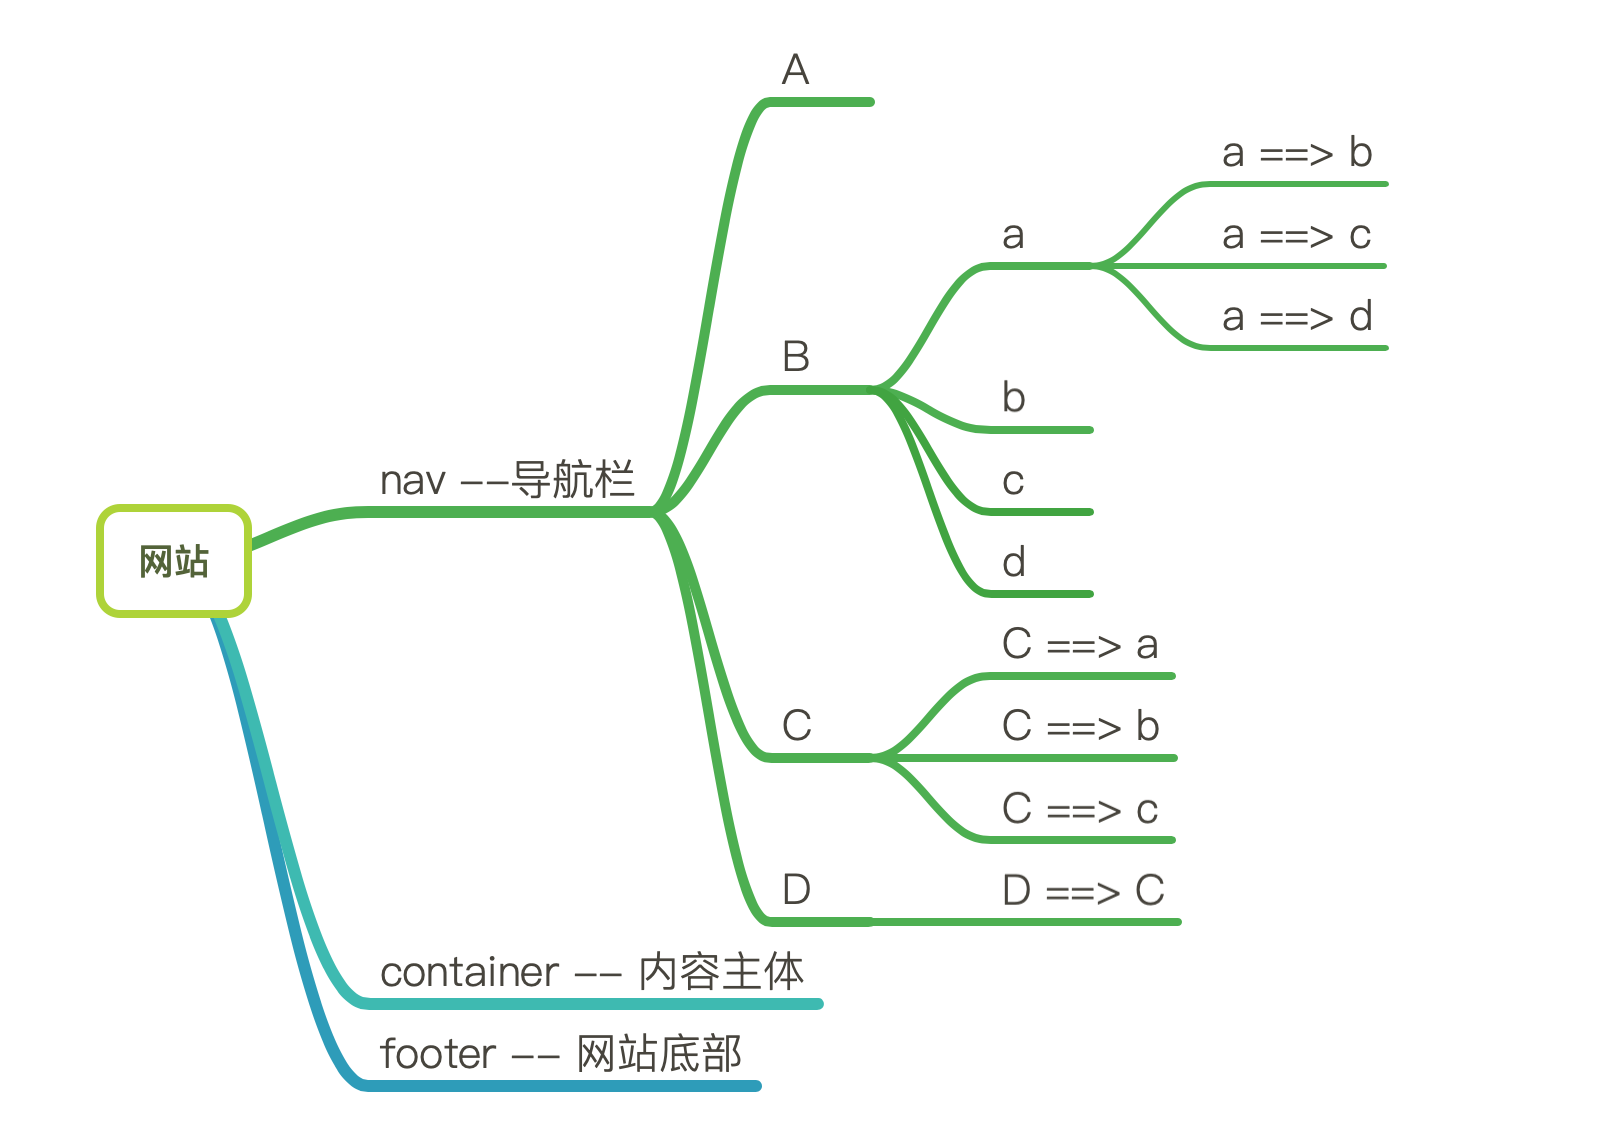 网站
nav --导航栏
A
B
a
a ==> b
a ==> c
a ==> d
b
c
d
C
C ==> a
C ==> b
C ==> c
D
D ==> C
container -- 内容主体
footer -- 网站底部